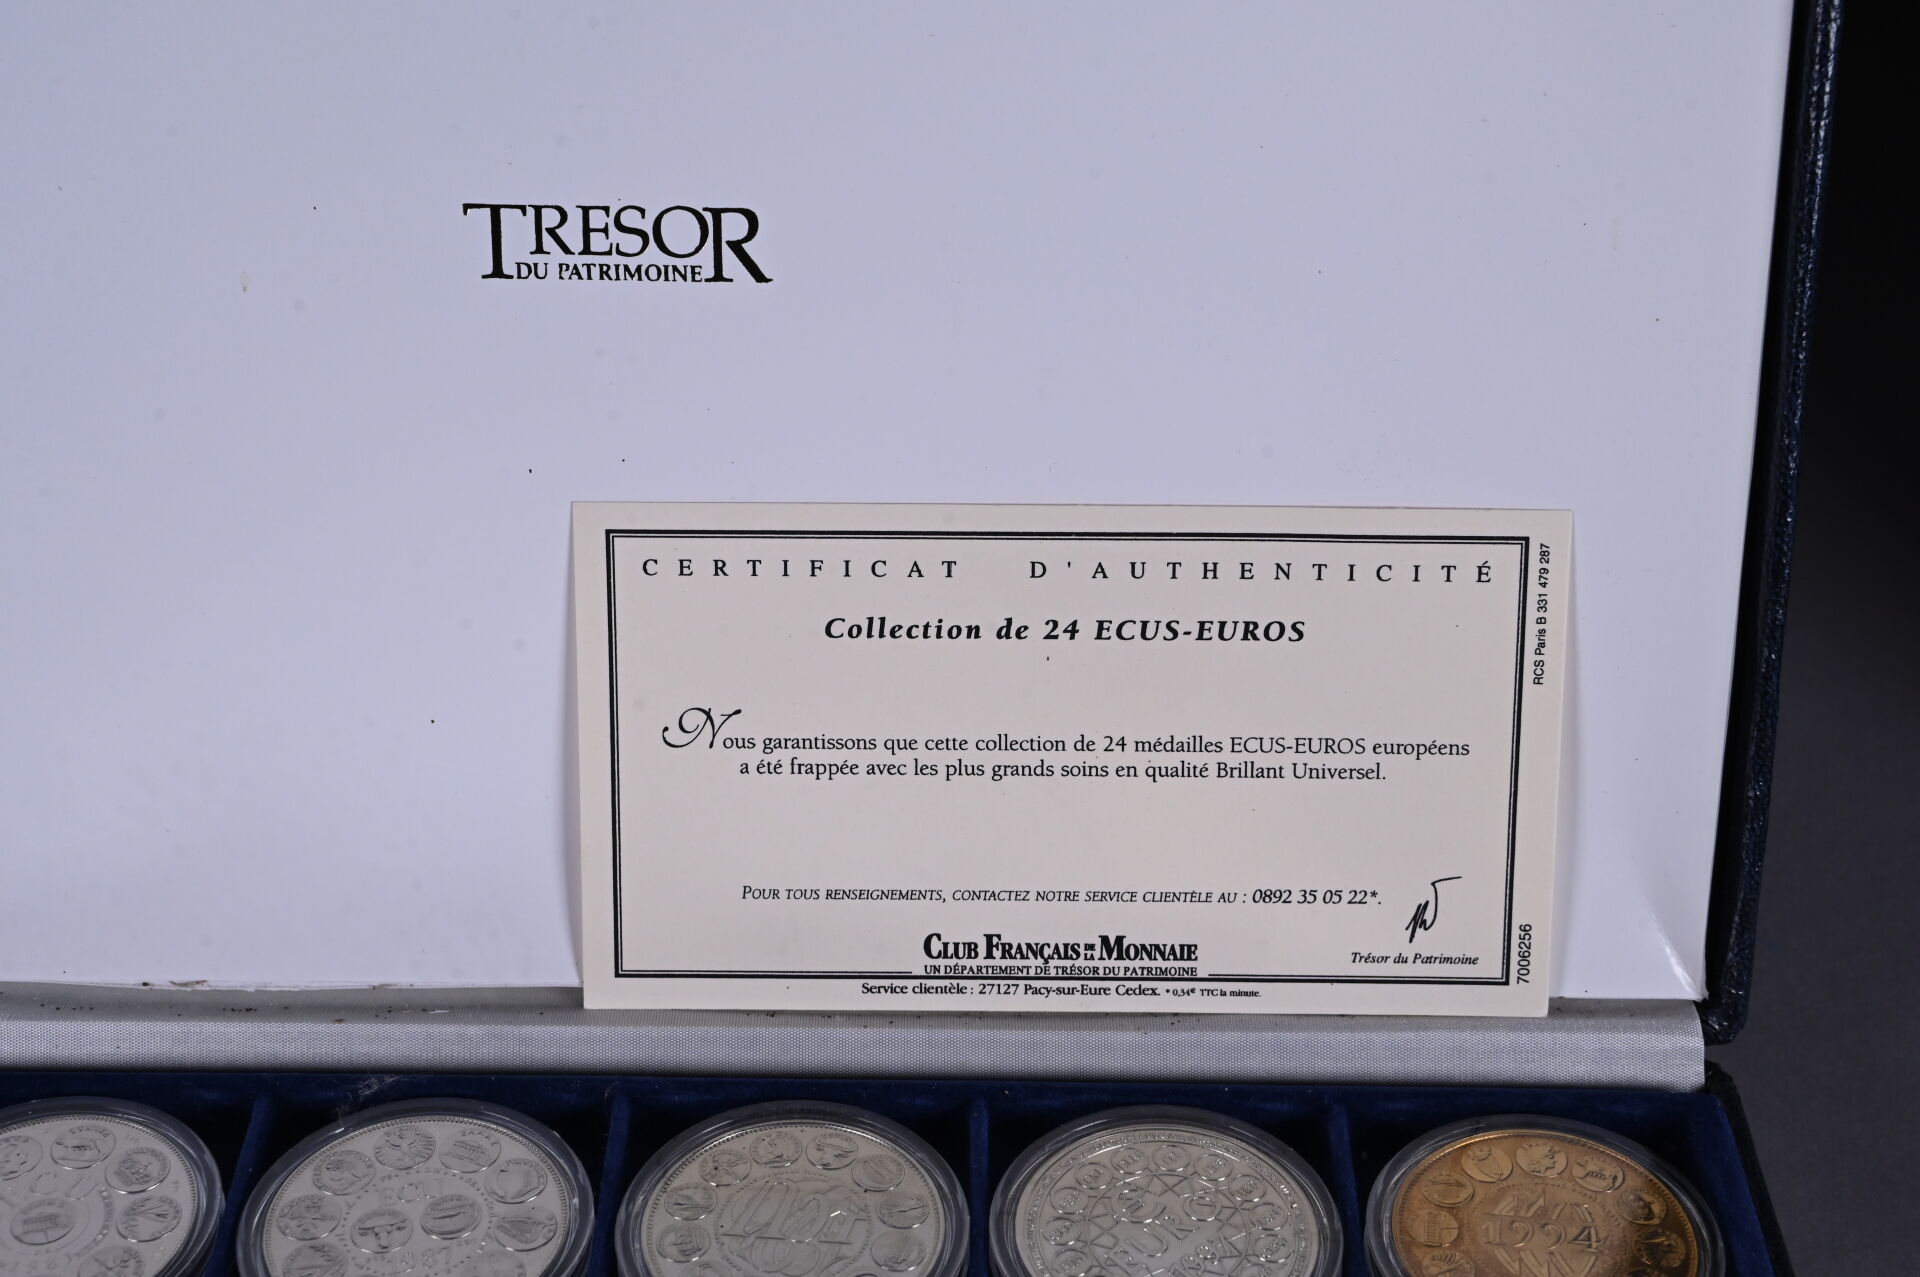 TRESOR
DU PATRIMOINE
CERTIFICAT D'AUTHENTICITÉ
Collection de 24 ECUS-EUROS
Nous garantissons que cette collection de 24 médailles ECUS-EUROS européens
a été frappée avec les plus grands soins en qualité Brillant Universel.
POUR TOUS RENSEIGNEMENTS, CONTACTEZ NOTRE SERVICE CLIENTÈLE AU : 0892 35 05 22*.
Trésor du Patrimoine
CLUB FRANÇAIS DE LA MONNAIE
UN DÉPARTEMENT DE TRÉSOR DU PATRIMOINE
Service clientèle : 27127 Pacy-sur-Eure Cedex. * 0,34€ TTC la minute.
RCS Paris B 331 479 287
7006256
ECU
1987
1994